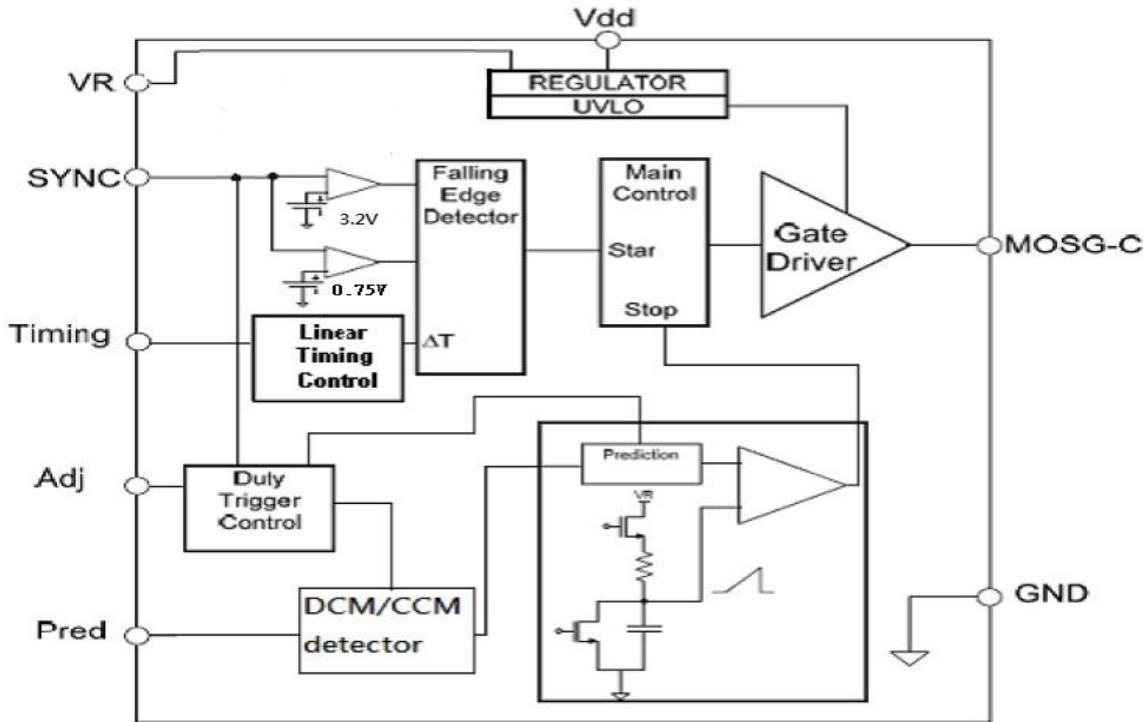 Vdd
VR
REGULATOR
UVLO
SYNC
3.2V
Falling
Edge
Detector
Main
Control
Star
Stop
Gate
Driver
MOSG-C
0.75V
Timing
Linear
Timing
Control
ΔT
Adj
Duty
Trigger
Control
Prediction
VR
Pred
DCM/CCM
detector
GND